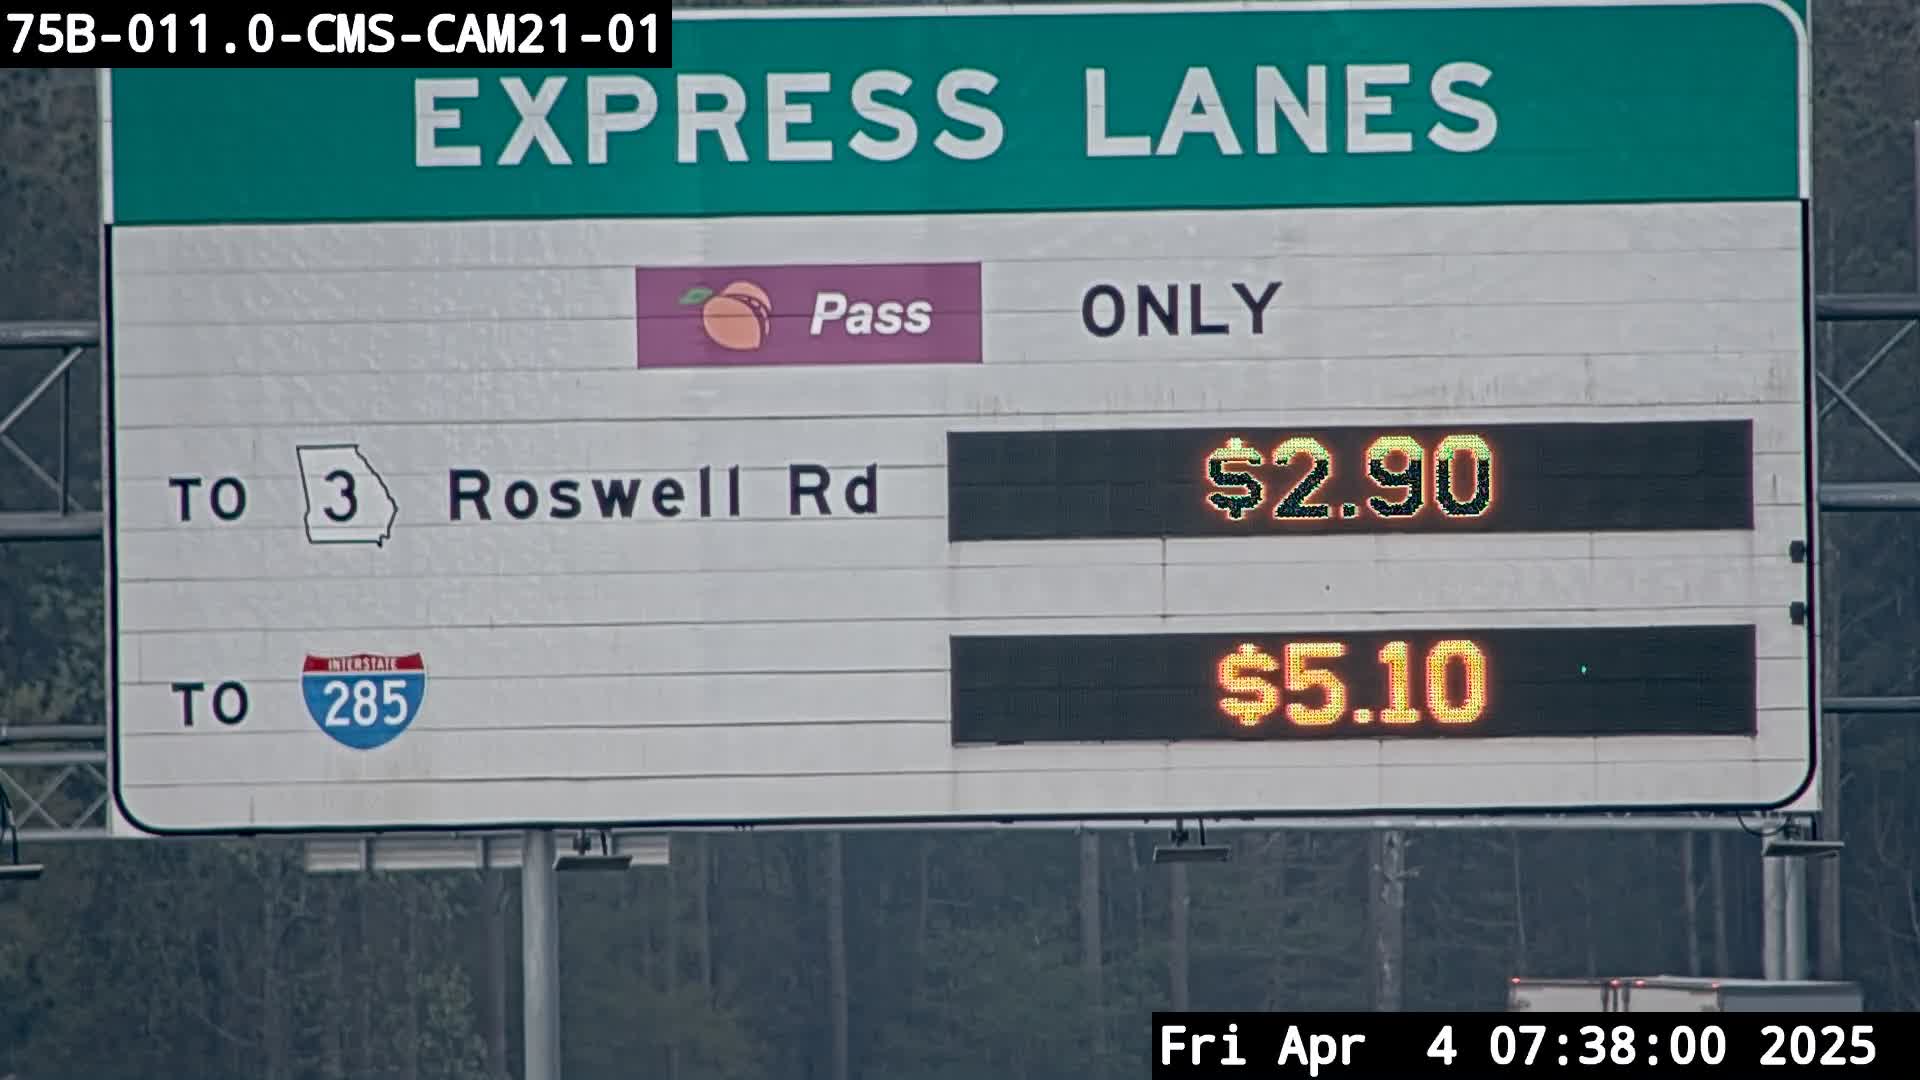 75B-011.0-CMS-CAM21-01
EXPRESS LANES
Pass ONLY
TO 3 Roswell Rd $2.90
TO INTERSTATE 285 $5.10
Fri Apr 4 07:38:00 2025